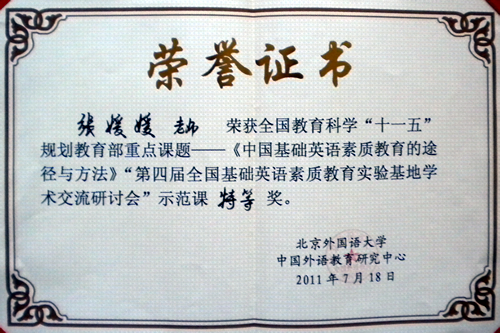 荣誉证书
张媛媛 老师 荣获全国教育科学“十一五”
规划教育部重点课题——《中国基础英语素质教育的途
径与方法》“第四届全国基础英语素质教育实验基地学
术交流研讨会”示范课 特等 奖。
北京外国语大学
中国外语教育研究中心
2011年7月18日